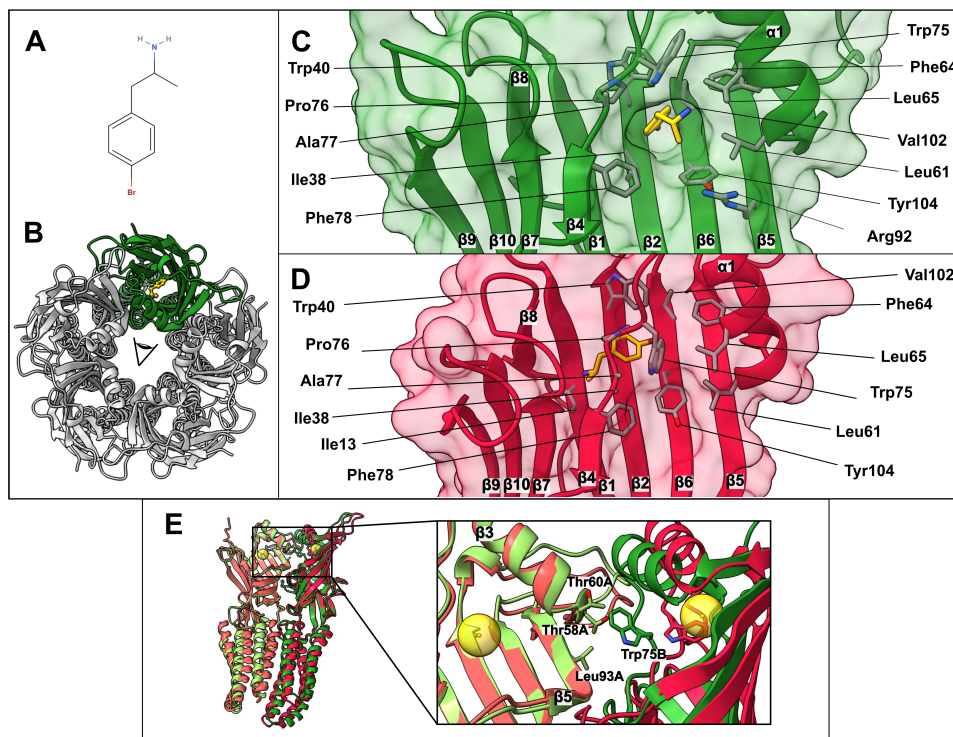 A
H H
N
Br
B
C
Trp40
Pro76
Ala77
Ile38
Phe78
β8
β9
β10
β7
β4
β1
β2
β6
β5
α1
Trp75
Phe64
Leu65
Val102
Leu61
Tyr104
Arg92
D
Trp40
Pro76
Ala77
Ile38
Ile13
Phe78
β8
β9
β10
β7
β4
β1
β2
β6
β5
α1
Val102
Phe64
Leu65
Trp75
Leu61
Tyr104
E
β3
Thr60A
Thr58A
Trp75B
Leu93A
β5